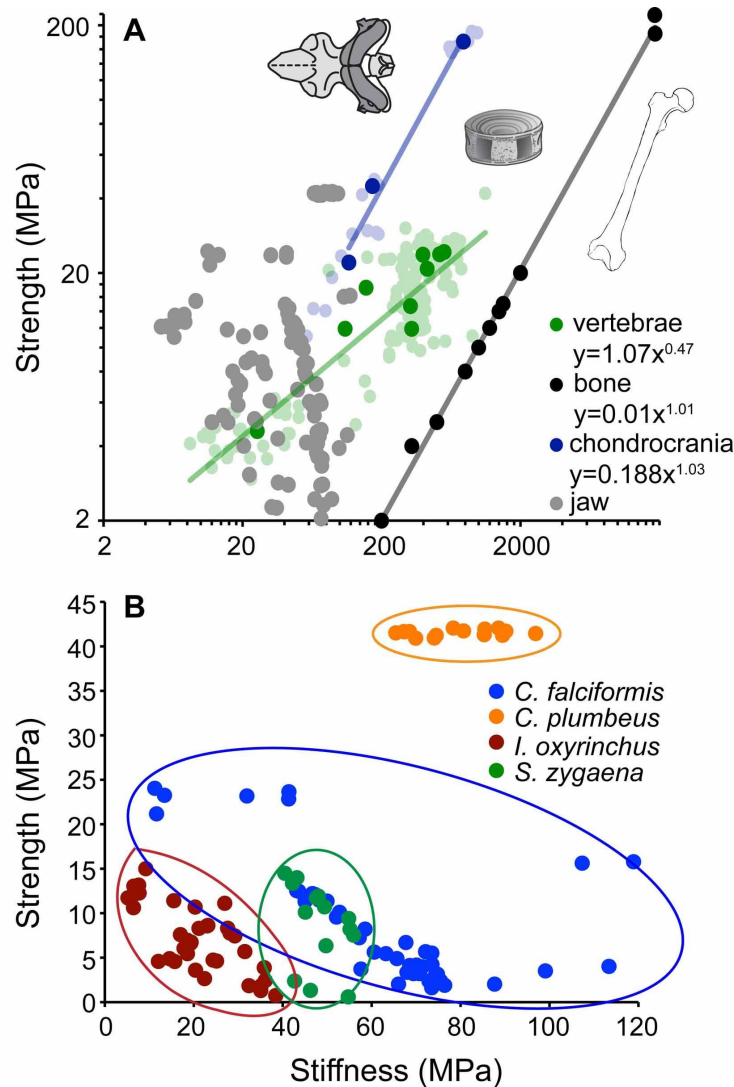 A
200
20
2
Strength (MPa)
vertebrae
y=1.07x^0.47
bone
y=0.01x^1.01
chondrocrania
y=0.188x^1.03
jaw
2 20 200 2000
B
45
40
35
30
25
20
15
10
5
0
Strength (MPa)
C. falciformis
C. plumbeus
I. oxyrinchus
S. zygaena
0 20 40 60 80 100 120
Stiffness (MPa)